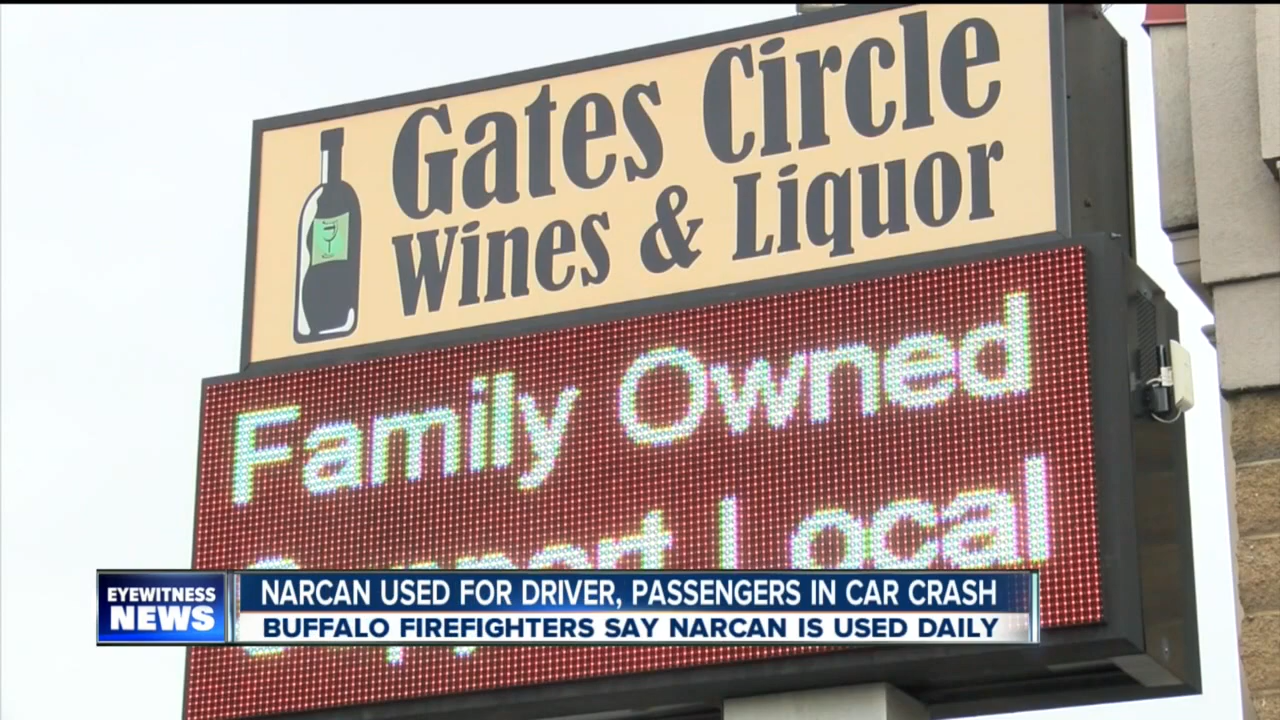 Gates Circle
Wines & Liquor
Family Owned
Support Local
EYEWITNESS
NEWS
NARCAN USED FOR DRIVER, PASSENGERS IN CAR CRASH
BUFFALO FIREFIGHTERS SAY NARCAN IS USED DAILY